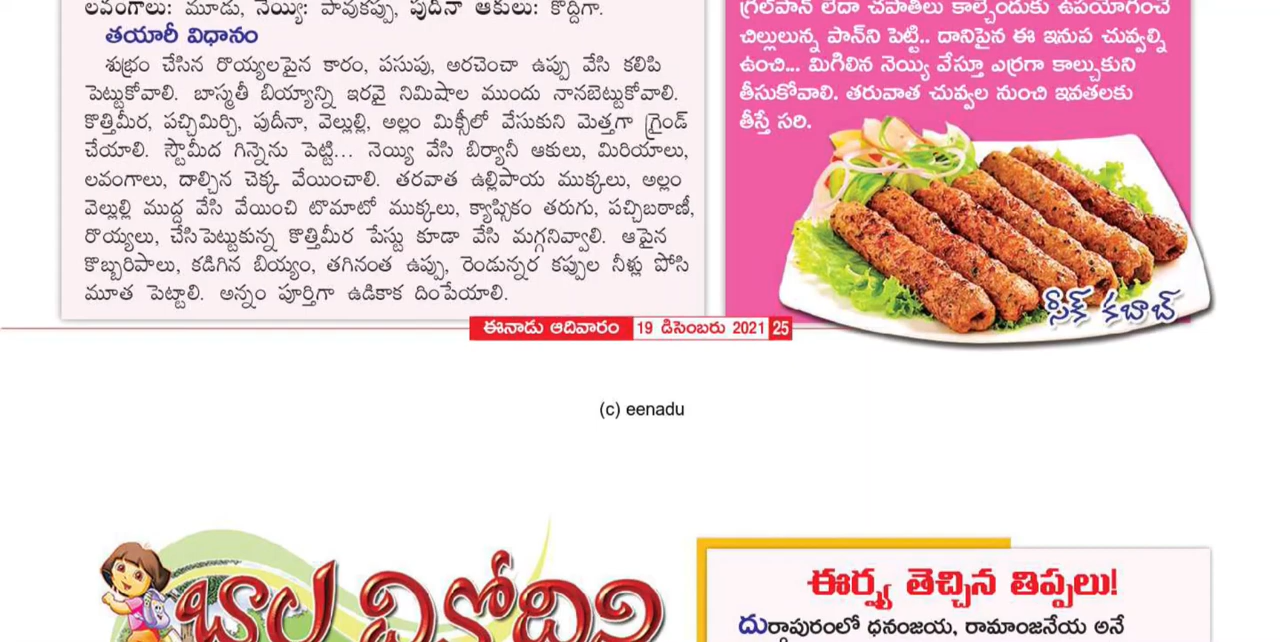 లవంగాలు: మూడు, నెయ్యి: పావుకప్పు, పుదీనా ఆకులు: కొద్దిగా.
తయారీ విధానం
శుభ్రం చేసిన రొయ్యలపైన కారం, పసుపు, అరచెంచా ఉప్పు వేసి కలిపి
పెట్టుకోవాలి. బాస్మతీ బియ్యాన్ని ఇరవై నిమిషాల ముందు నానబెట్టుకోవాలి.
కొత్తిమీర, పచ్చిమిర్చి, పుదీనా, వెల్లుల్లి, అల్లం మిక్సీలో వేసుకుని మెత్తగా గ్రైండ్
చేయాలి. స్టౌమీద గిన్నెను పెట్టి... నెయ్యి వేసి బిర్యానీ ఆకులు, మిరియాలు,
లవంగాలు, దాల్చిన చెక్క వేయించాలి. తరవాత ఉల్లిపాయ ముక్కలు, అల్లం
వెల్లుల్లి ముద్ద వేసి వేయించి టొమాటో ముక్కలు, క్యాప్సికం తరుగు, పచ్చిబఠాణీ,
రొయ్యలు, చేసిపెట్టుకున్న కొత్తిమీర పేస్టు కూడా వేసి మగ్గనివ్వాలి. ఆపైన
కొబ్బరిపాలు, కడిగిన బియ్యం, తగినంత ఉప్పు, రెండున్నర కప్పుల నీళ్లు పోసి
మూత పెట్టాలి. అన్నం పూర్తిగా ఉడికాక దింపేయాలి.
గ్రిల్‌పాన్ లేదా చపాతీలు కాల్చేందుకు ఉపయోగించే
చిల్లులున్న పాన్‌ని పెట్టి.. దానిపైన ఈ ఇనుప చువ్వల్ని
ఉంచి... మిగిలిన నెయ్యి వేస్తూ ఎర్రగా కాల్చుకుని
తీసుకోవాలి. తరువాత చువ్వల నుంచి ఇవతలకు
తీస్తే సరి.
సీక్ కబాబ్
ఈనాడు ఆదివారం 19 డిసెంబరు 2021 25
(c) eenadu
బాల వినోదిని
ఈర్ష్య తెచ్చిన తిప్పలు!
దుర్గాపురంలో ధనంజయ, రామాంజనేయ అనే